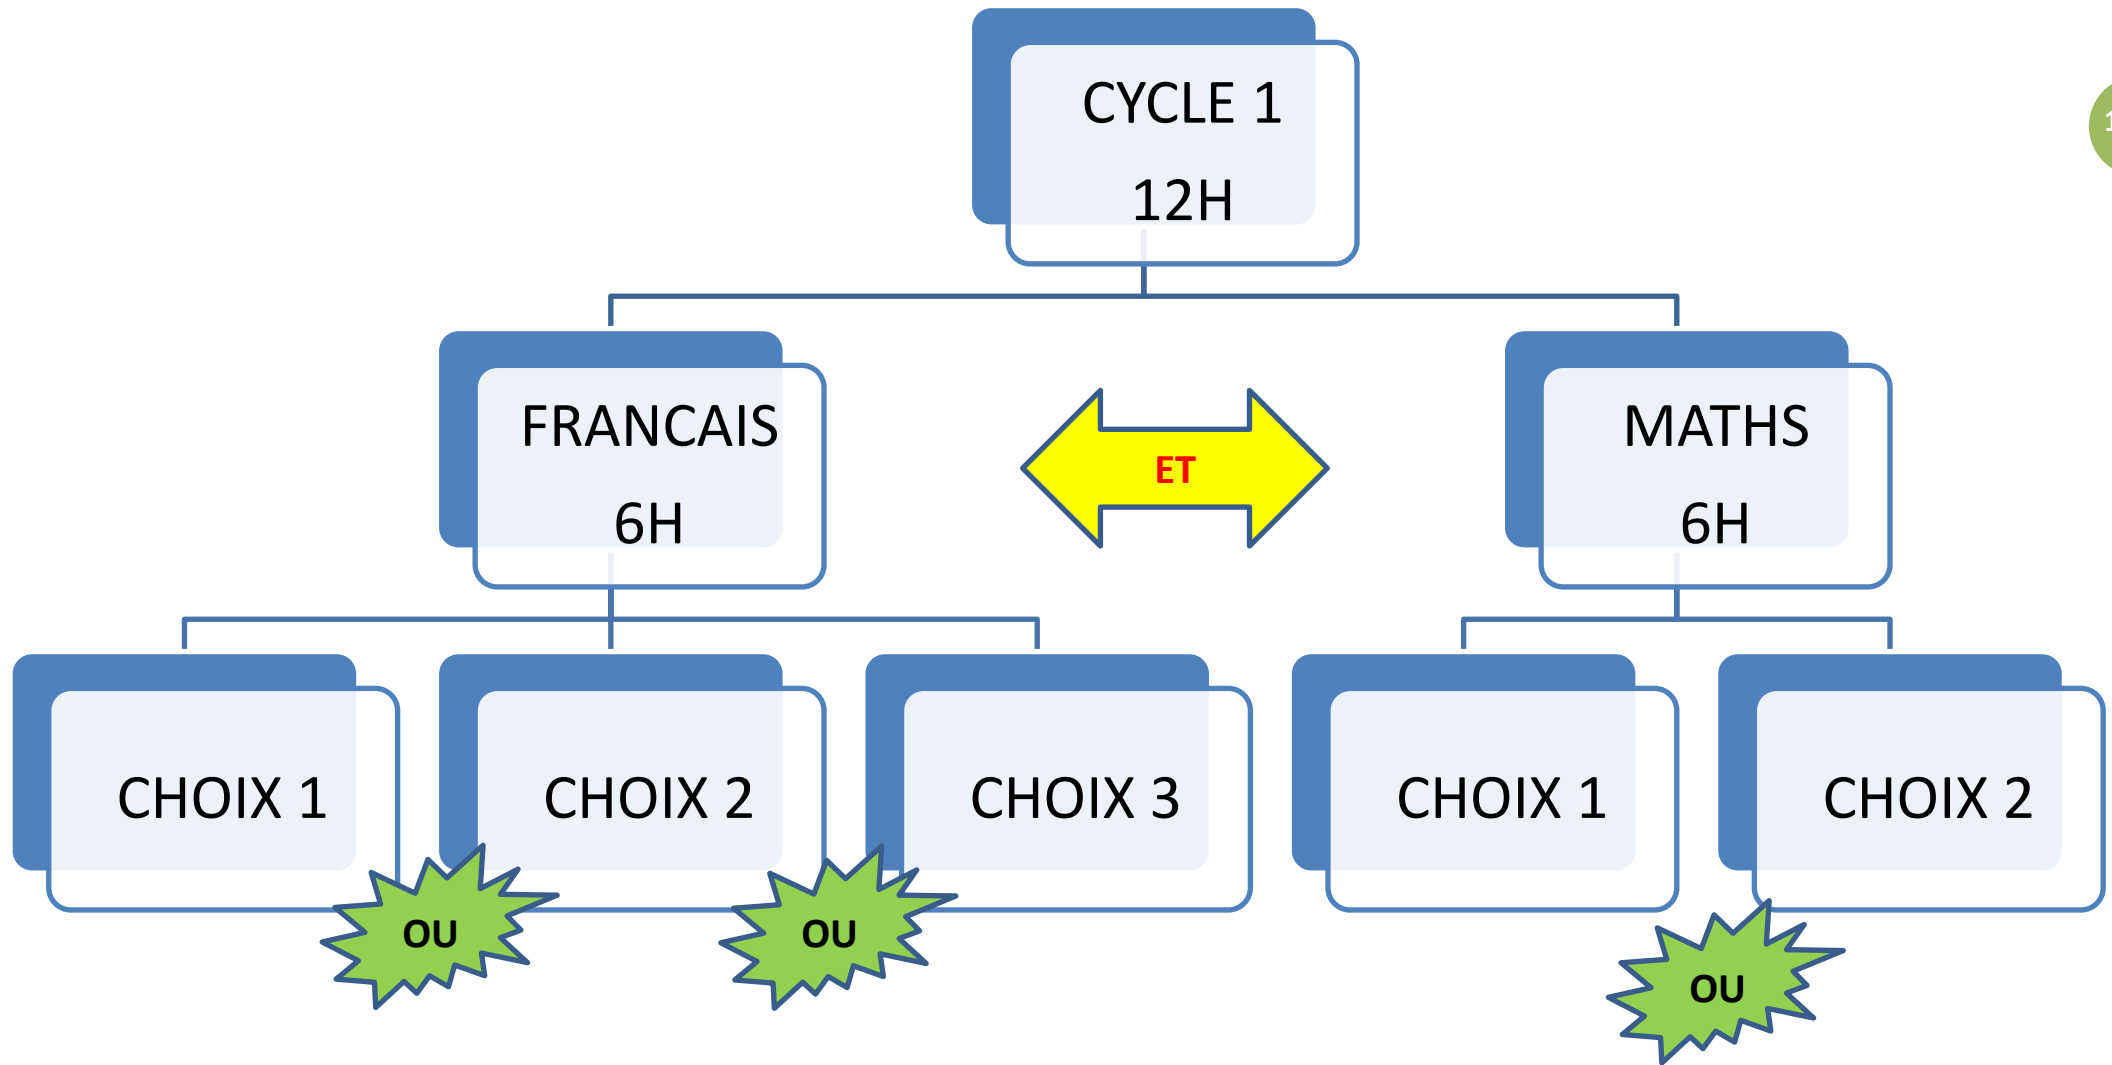 CYCLE 1
12H
FRANCAIS
6H
ET
MATHS
6H
CHOIX 1
CHOIX 2
CHOIX 3
CHOIX 1
CHOIX 2
OU
OU
OU